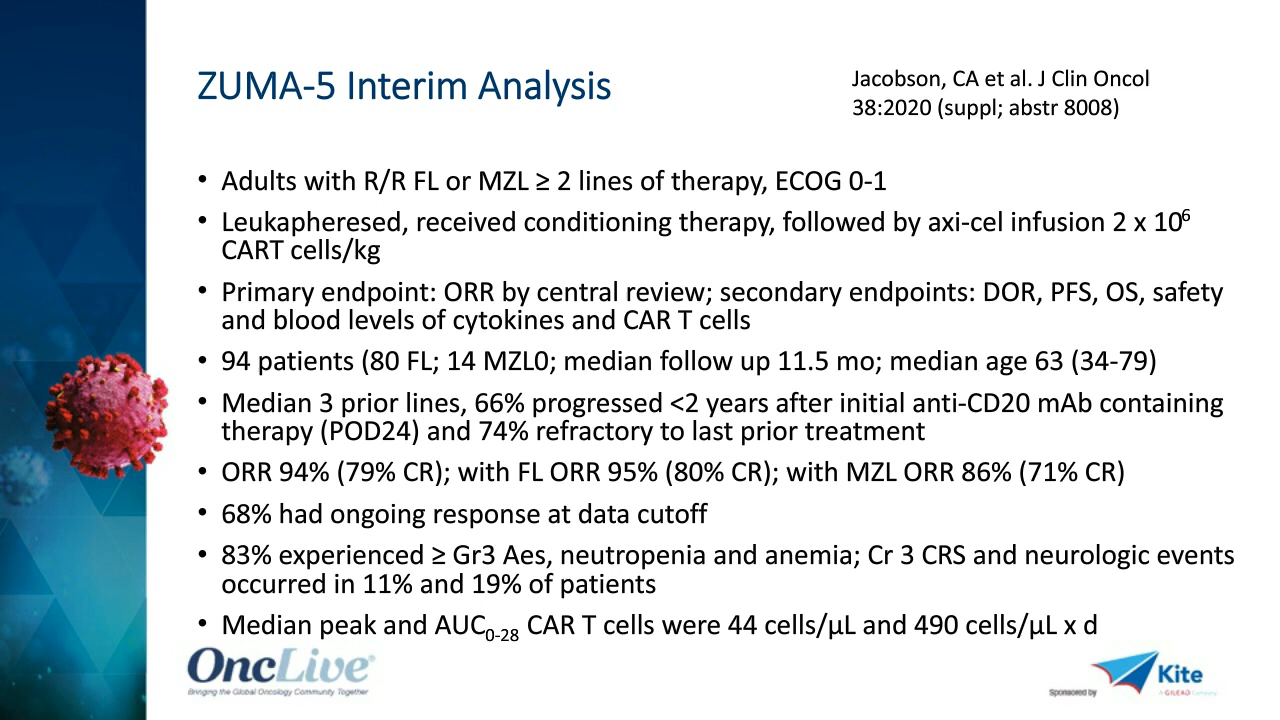 ZUMA-5 Interim Analysis
Jacobson, CA et al. J Clin Oncol
38:2020 (suppl; abstr 8008)
• Adults with R/R FL or MZL ≥ 2 lines of therapy, ECOG 0-1
• Leukapheresed, received conditioning therapy, followed by axi-cel infusion 2 x 10⁶
CART cells/kg
• Primary endpoint: ORR by central review; secondary endpoints: DOR, PFS, OS, safety
and blood levels of cytokines and CAR T cells
• 94 patients (80 FL; 14 MZL0; median follow up 11.5 mo; median age 63 (34-79)
• Median 3 prior lines, 66% progressed <2 years after initial anti-CD20 mAb containing
therapy (POD24) and 74% refractory to last prior treatment
• ORR 94% (79% CR); with FL ORR 95% (80% CR); with MZL ORR 86% (71% CR)
• 68% had ongoing response at data cutoff
• 83% experienced ≥ Gr3 Aes, neutropenia and anemia; Cr 3 CRS and neurologic events
occurred in 11% and 19% of patients
• Median peak and AUC₀₋₂₈ CAR T cells were 44 cells/µL and 490 cells/µL x d
OncLive®
Bringing the Global Oncology Community Together
Sponsored by
Kite
A GILEAD Company